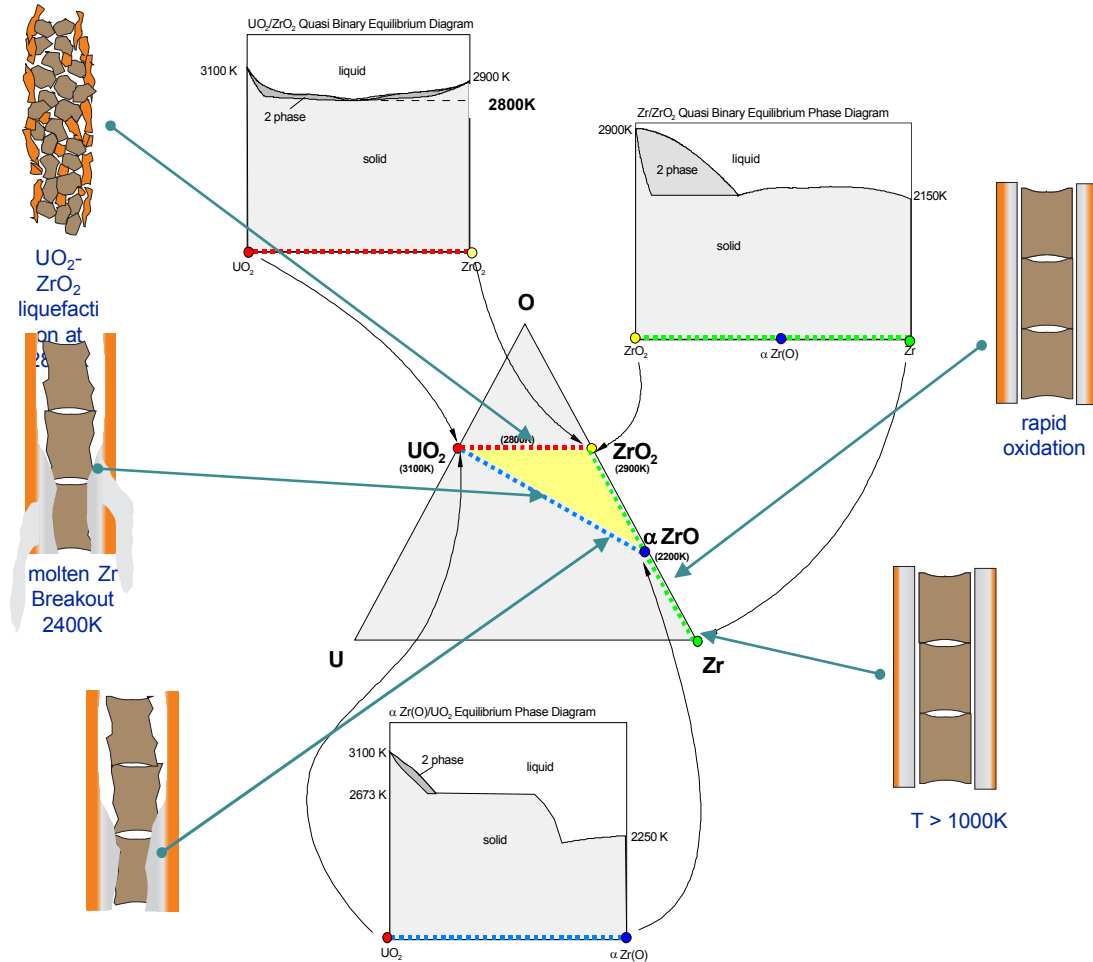 UO₂/ZrO₂ Quasi Binary Equilibrium Diagram
3100 K
liquid
2900 K
2 phase
2800K
solid
UO₂
ZrO₂
Zr/ZrO₂ Quasi Binary Equilibrium Phase Diagram
2900K
2 phase
liquid
2150K
solid
ZrO₂
α Zr(O)
Zr
UO₂-
ZrO₂
liquefacti
on at
rapid
oxidation
O
(2800K)
UO₂
(3100K)
ZrO₂
(2900K)
α ZrO
(2200K)
U
Zr
molten Zr
Breakout
2400K
T > 1000K
α Zr(O)/UO₂ Equilibrium Phase Diagram
3100 K
2 phase
liquid
2673 K
solid
2250 K
UO₂
α Zr(O)